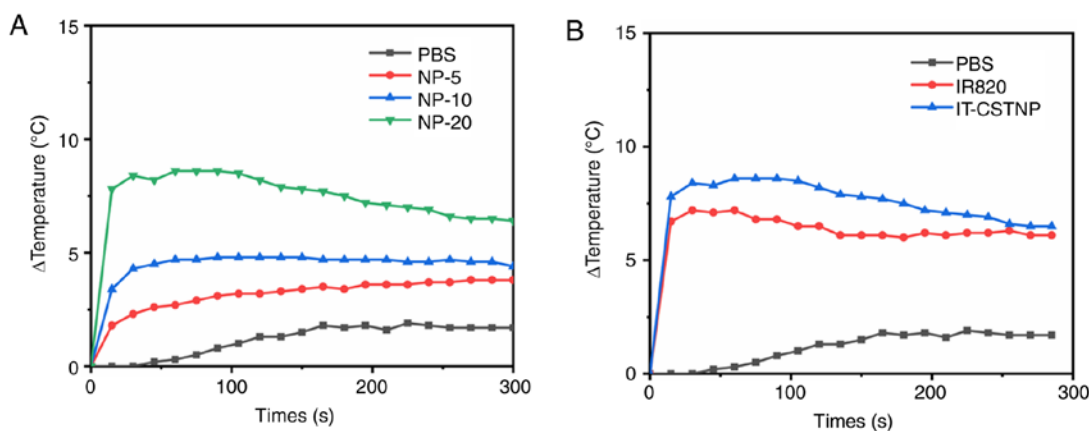 A
15
10
5
0
ΔTemperature (°C)
PBS
NP-5
NP-10
NP-20
0 100 200 300
Times (s)
B
15
10
5
0
ΔTemperature (°C)
PBS
IR820
IT-CSTNP
0 100 200 300
Times (s)